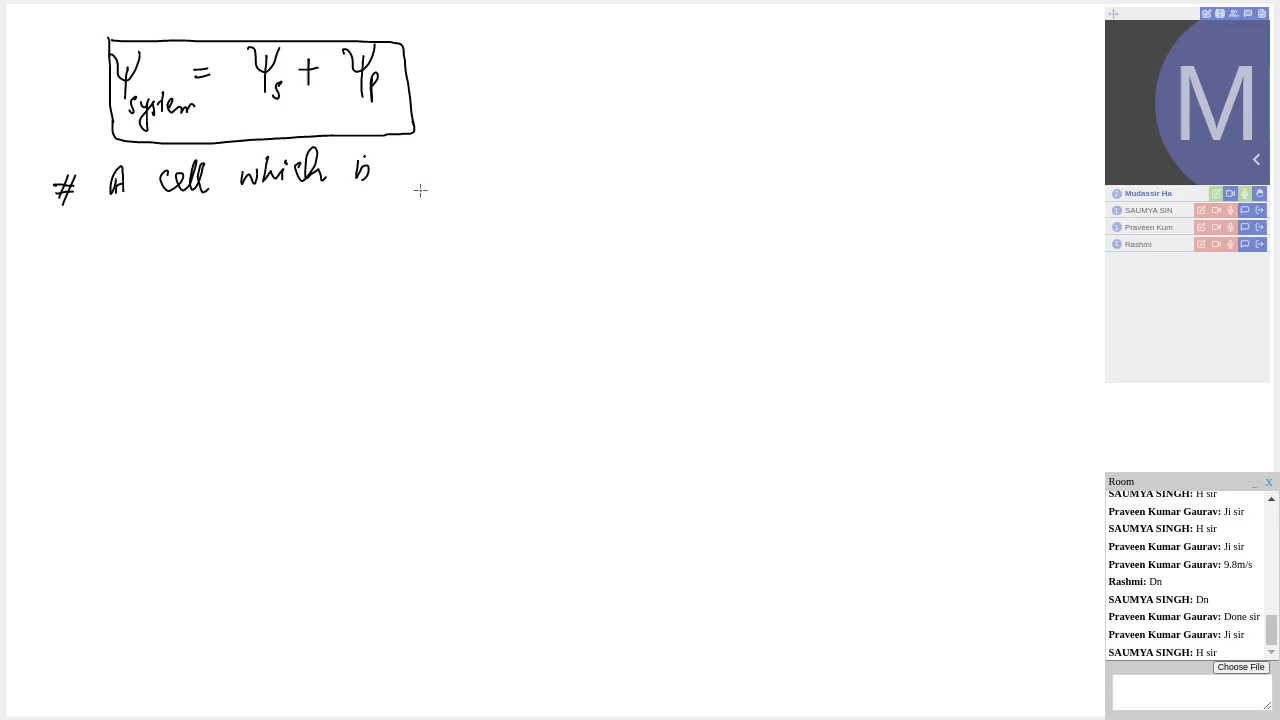 Ψsystem = Ψs + Ψp
# A cell which is
M
Mudassir Ha
SAUMYA SIN
Praveen Kum
Rashmi
Room
_ X
SAUMYA SINGH: H sir
Praveen Kumar Gaurav: Ji sir
SAUMYA SINGH: H sir
Praveen Kumar Gaurav: Ji sir
Praveen Kumar Gaurav: 9.8m/s
Rashmi: Dn
SAUMYA SINGH: Dn
Praveen Kumar Gaurav: Done sir
Praveen Kumar Gaurav: Ji sir
SAUMYA SINGH: H sir
Choose File